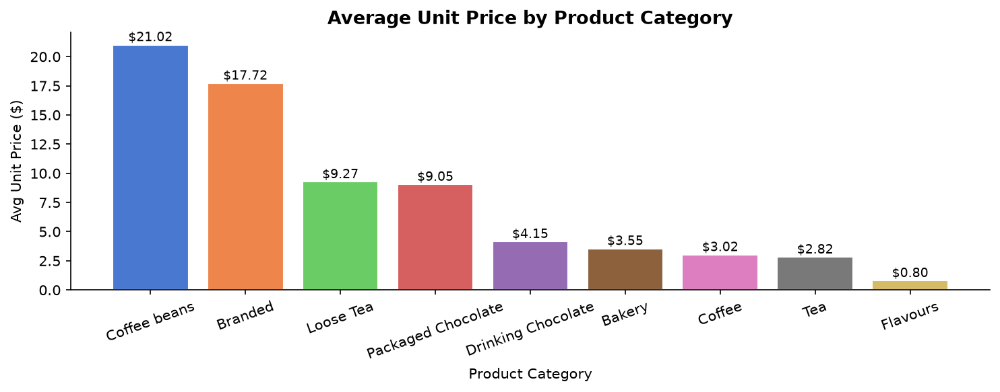 Average Unit Price by Product Category
Avg Unit Price ($)
20.0
17.5
15.0
12.5
10.0
7.5
5.0
2.5
0.0
$21.02
$17.72
$9.27
$9.05
$4.15
$3.55
$3.02
$2.82
$0.80
Coffee beans
Branded
Loose Tea
Packaged Chocolate
Drinking Chocolate
Bakery
Coffee
Tea
Flavours
Product Category